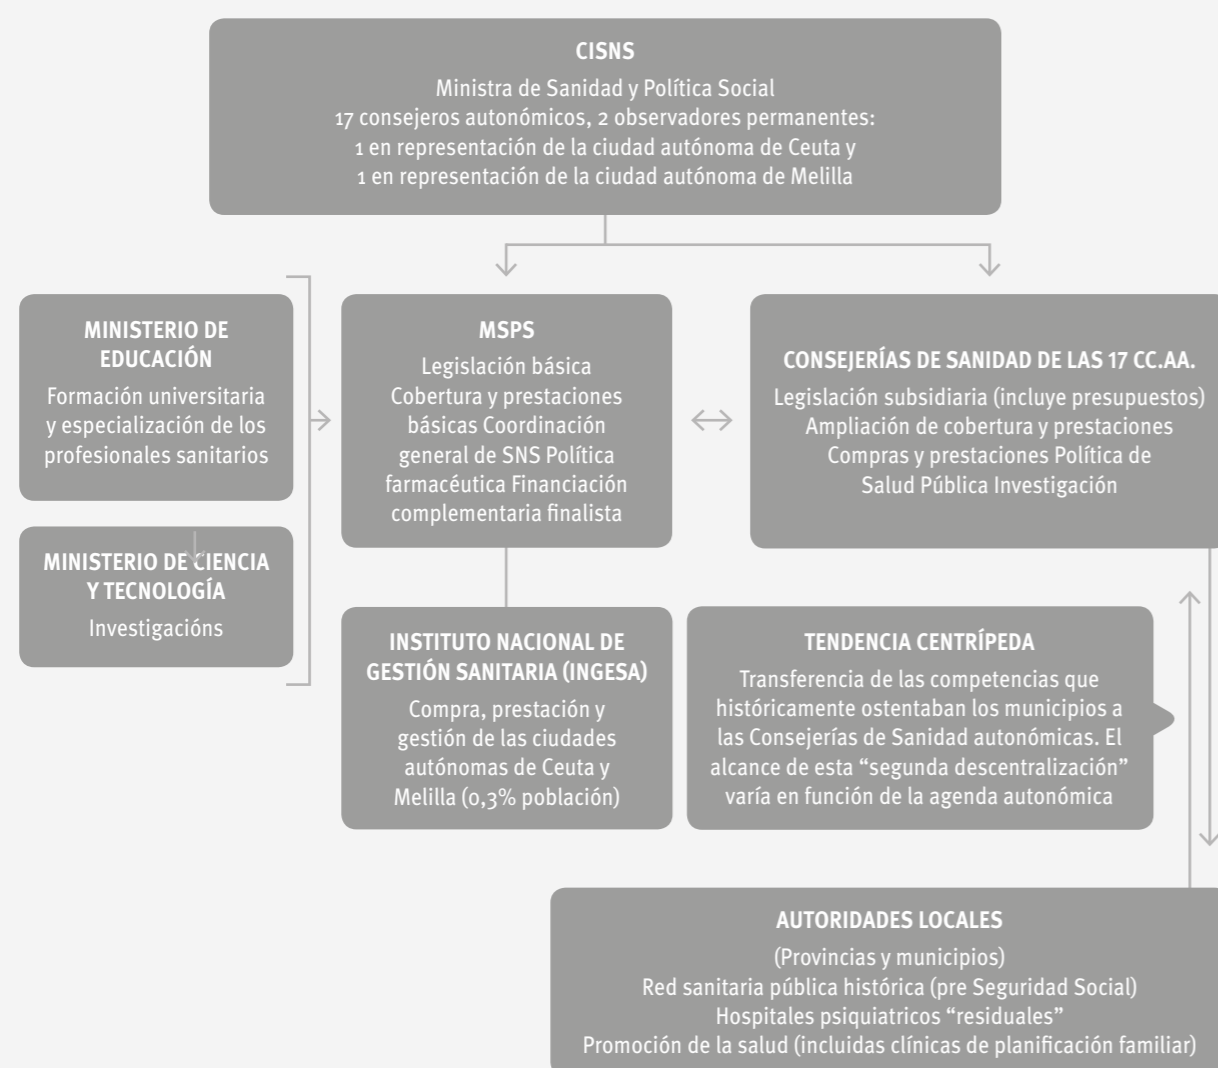 CISNS
Ministra de Sanidad y Política Social
17 consejeros autonómicos, 2 observadores permanentes:
1 en representación de la ciudad autónoma de Ceuta y
1 en representación de la ciudad autónoma de Melilla
MINISTERIO DE
EDUCACIÓN
Formación universitaria
y especialización de los
profesionales sanitarios
MSPS
Legislación básica
Cobertura y prestaciones
básicas Coordinación
general de SNS Política
farmacéutica Financiación
complementaria finalista
CONSEJERÍAS DE SANIDAD DE LAS 17 CC.AA.
Legislación subsidiaria (incluye presupuestos)
Ampliación de cobertura y prestaciones
Compras y prestaciones Política de
Salud Pública Investigación
MINISTERIO DE CIENCIA
Y TECNOLOGÍA
Investigacións
INSTITUTO NACIONAL DE
GESTIÓN SANITARIA (INGESA)
Compra, prestación y
gestión de las ciudades
autónomas de Ceuta y
Melilla (0,3% población)
TENDENCIA CENTRÍPEDA
Transferencia de las competencias que
históricamente ostentaban los municipios a
las Consejerías de Sanidad autonómicas. El
alcance de esta “segunda descentralización”
varía en función de la agenda autonómica
AUTORIDADES LOCALES
(Provincias y municipios)
Red sanitaria pública histórica (pre Seguridad Social)
Hospitales psiquiatricos “residuales”
Promoción de la salud (incluidas clínicas de planificación familiar)